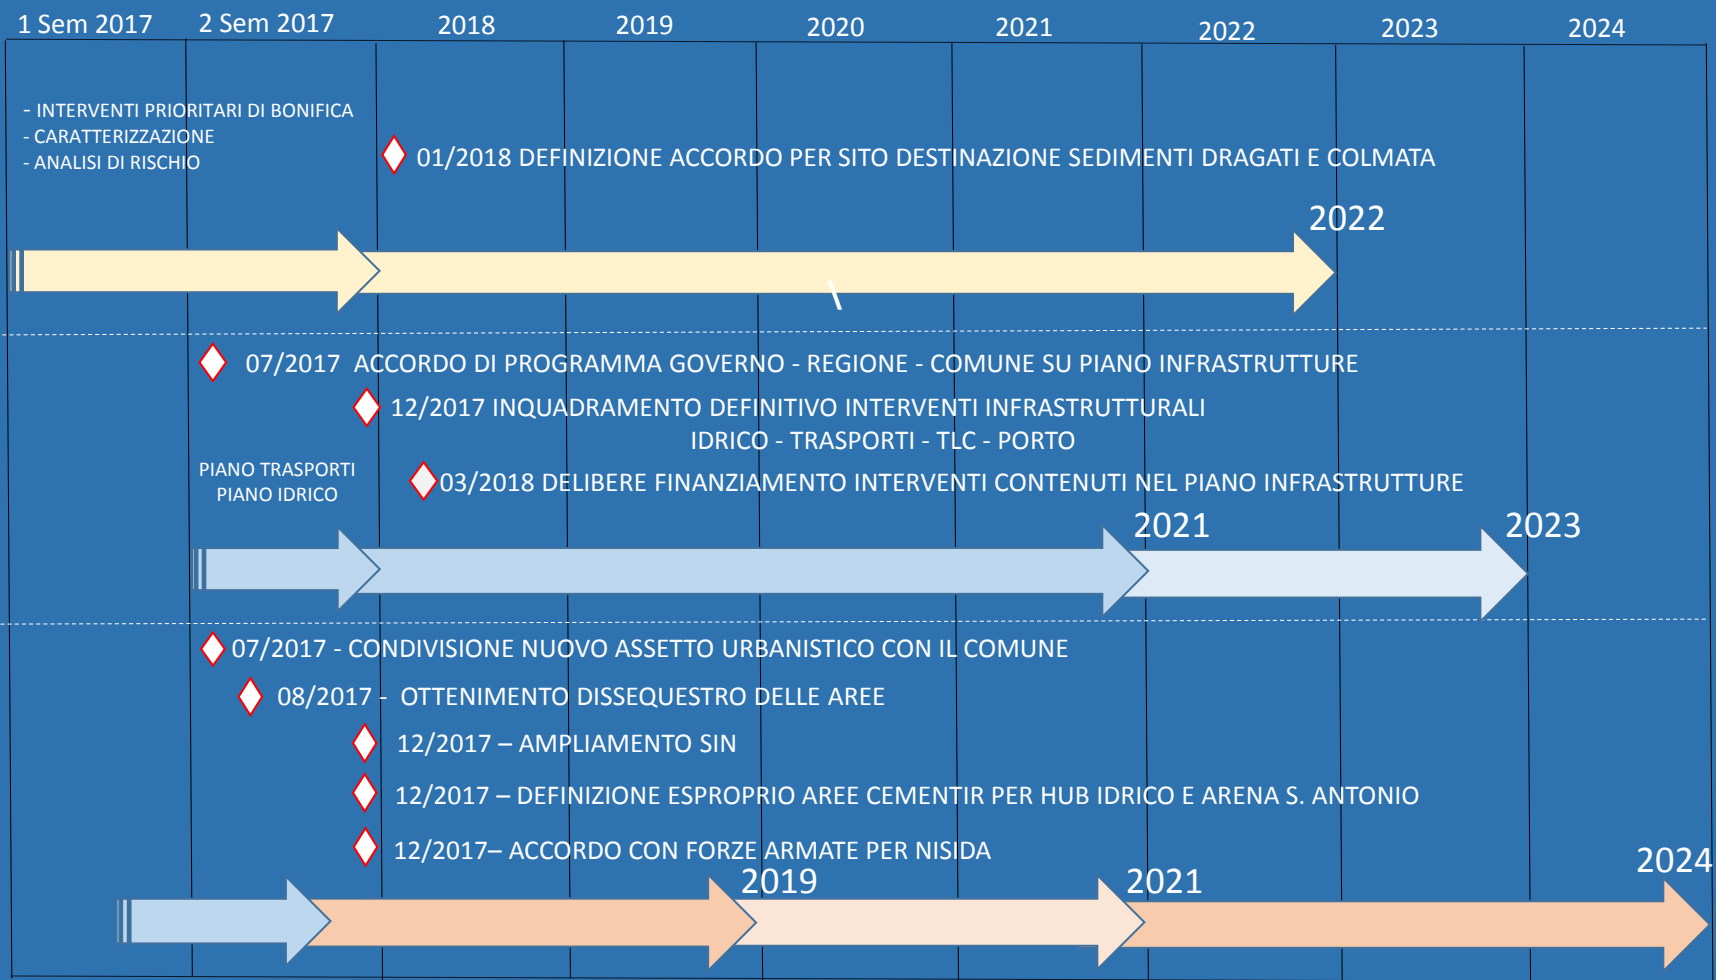 1 Sem 2017 2 Sem 2017 2018 2019 2020 2021 2022 2023 2024
- INTERVENTI PRIORITARI DI BONIFICA
- CARATTERIZZAZIONE
- ANALISI DI RISCHIO
01/2018 DEFINIZIONE ACCORDO PER SITO DESTINAZIONE SEDIMENTI DRAGATI E COLMATA
2022
\
07/2017 ACCORDO DI PROGRAMMA GOVERNO - REGIONE - COMUNE SU PIANO INFRASTRUTTURE
12/2017 INQUADRAMENTO DEFINITIVO INTERVENTI INFRASTRUTTURALI
IDRICO - TRASPORTI - TLC - PORTO
PIANO TRASPORTI
PIANO IDRICO
03/2018 DELIBERE FINANZIAMENTO INTERVENTI CONTENUTI NEL PIANO INFRASTRUTTURE
2021 2023
07/2017 - CONDIVISIONE NUOVO ASSETTO URBANISTICO CON IL COMUNE
08/2017 - OTTENIMENTO DISSEQUESTRO DELLE AREE
12/2017 – AMPLIAMENTO SIN
12/2017 – DEFINIZIONE ESPROPRIO AREE CEMENTIR PER HUB IDRICO E ARENA S. ANTONIO
12/2017– ACCORDO CON FORZE ARMATE PER NISIDA
2019 2021 2024